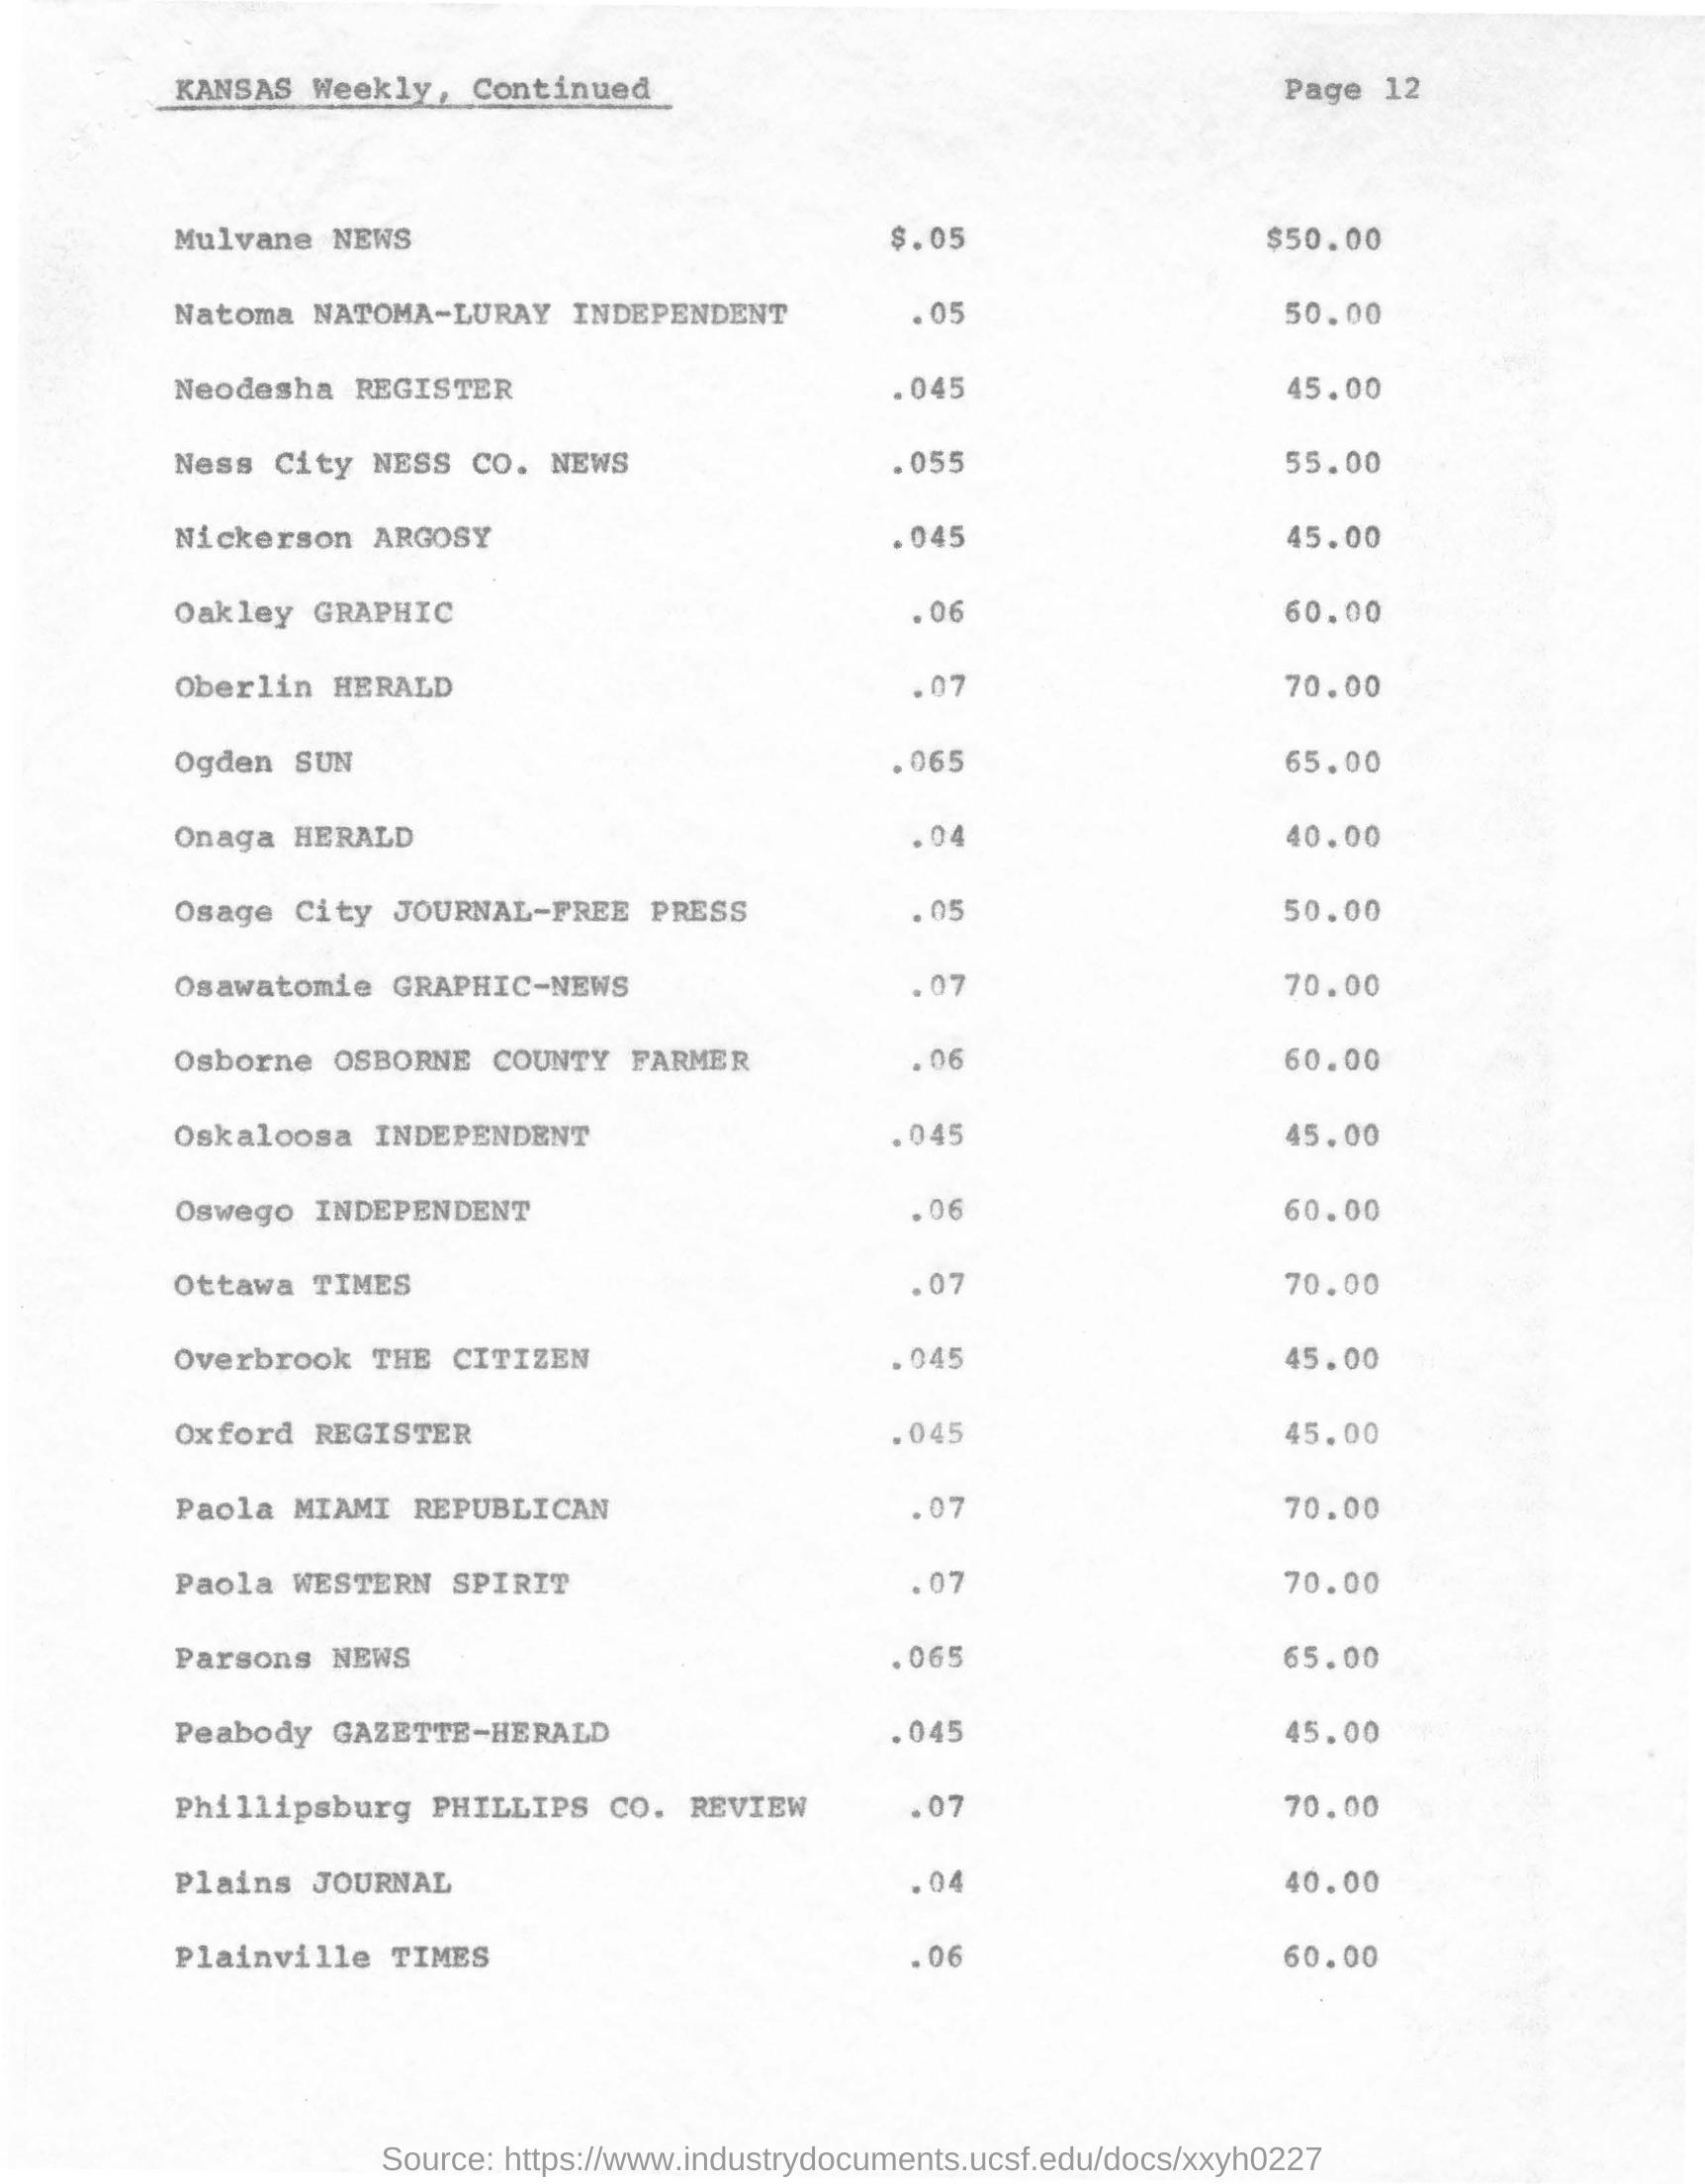 KANSAS Weekly, Continued Page 12
Mulvane NEWS $.05 $50.00
Natoma NATOMA-LURAY INDEPENDENT .05 50.00
Neodesha REGISTER .045 45.00
Ness City NESS CO. NEWS .055 55.00
Nickerson ARGOSY .045 45.00
Oakley GRAPHIC .06 60.00
Oberlin HERALD .07 70.00
Ogden SUN .065 65.00
Onaga HERALD .04 40.00
Osage City JOURNAL-FREE PRESS .05 50.00
Osawatomie GRAPHIC-NEWS .07 70.00
Osborne OSBORNE COUNTY FARMER .06 60.00
Oskaloosa INDEPENDENT .045 45.00
Oswego INDEPENDENT .06 60.00
Ottawa TIMES .07 70.00
Overbrook THE CITIZEN .045 45.00
Oxford REGISTER .045 45.00
Paola MIAMI REPUBLICAN .07 70.00
Paola WESTERN SPIRIT .07 70.00
Parsons NEWS .065 65.00
Peabody GAZETTE-HERALD .045 45.00
Phillipsburg PHILLIPS CO. REVIEW .07 70.00
Plains JOURNAL .04 40.00
Plainville TIMES .06 60.00
Source: https://www.industrydocuments.ucsf.edu/docs/xxyh0227